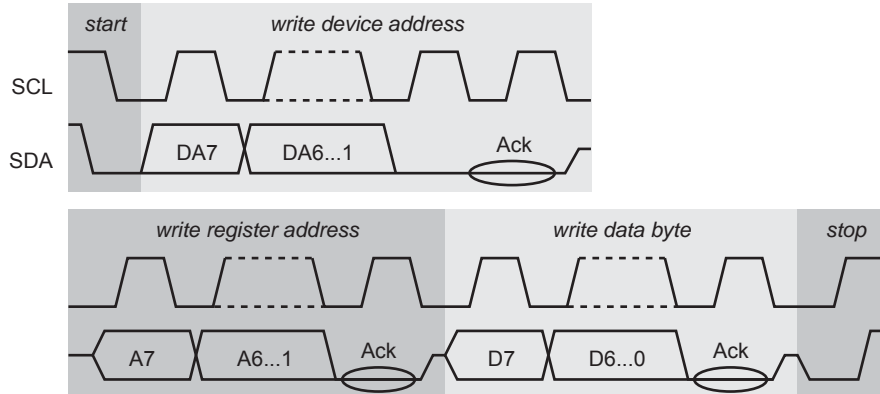 start write device address
SCL
SDA DA7 DA6...1 Ack
write register address write data byte stop
A7 A6...1 Ack D7 D6...0 Ack